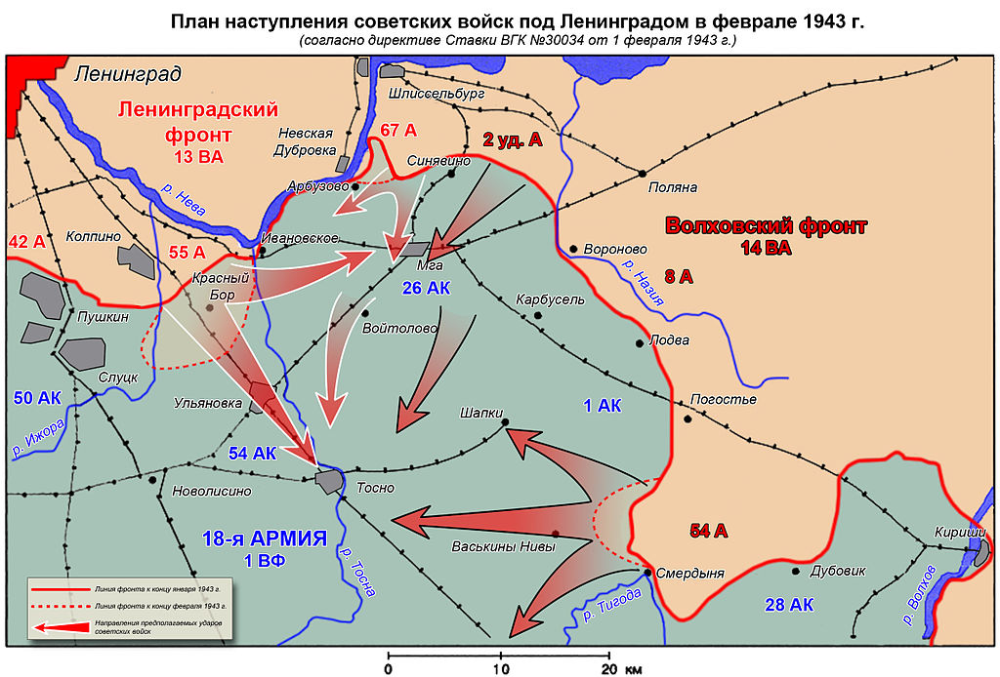 План наступления советских войск под Ленинградом в феврале 1943 г.
(согласно директиве Ставки ВГК №30034 от 1 февраля 1943 г.)
Ленинград
Ленинградский
фронт
13 ВА
Шлиссельбург
Невская
Дубровка
67 А
2 уд. А
Синявино
Арбузово
Поляна
р. Нева
42 А
Колпино
55 А
Ивановское
Волховский фронт
14 ВА
Вороново
Мга
р. Назия
8 А
Красный
Бор
26 АК
Карбусель
Пушкин
Войтолово
Лодва
Слуцк
50 АК
Ульяновка
Шапки
1 АК
Погостье
р. Ижора
54 АК
Новолисино
Тосно
18-я АРМИЯ
1 ВФ
р. Тосна
Васькины Нивы
54 А
Кириши
Смердыня
Дубовик
р. Тигода
28 АК
р. Волхов
Линия фронта к концу января 1943 г.
Линия фронта к концу февраля 1943 г.
Направления предполагаемых ударов
советских войск
0 10 20 км